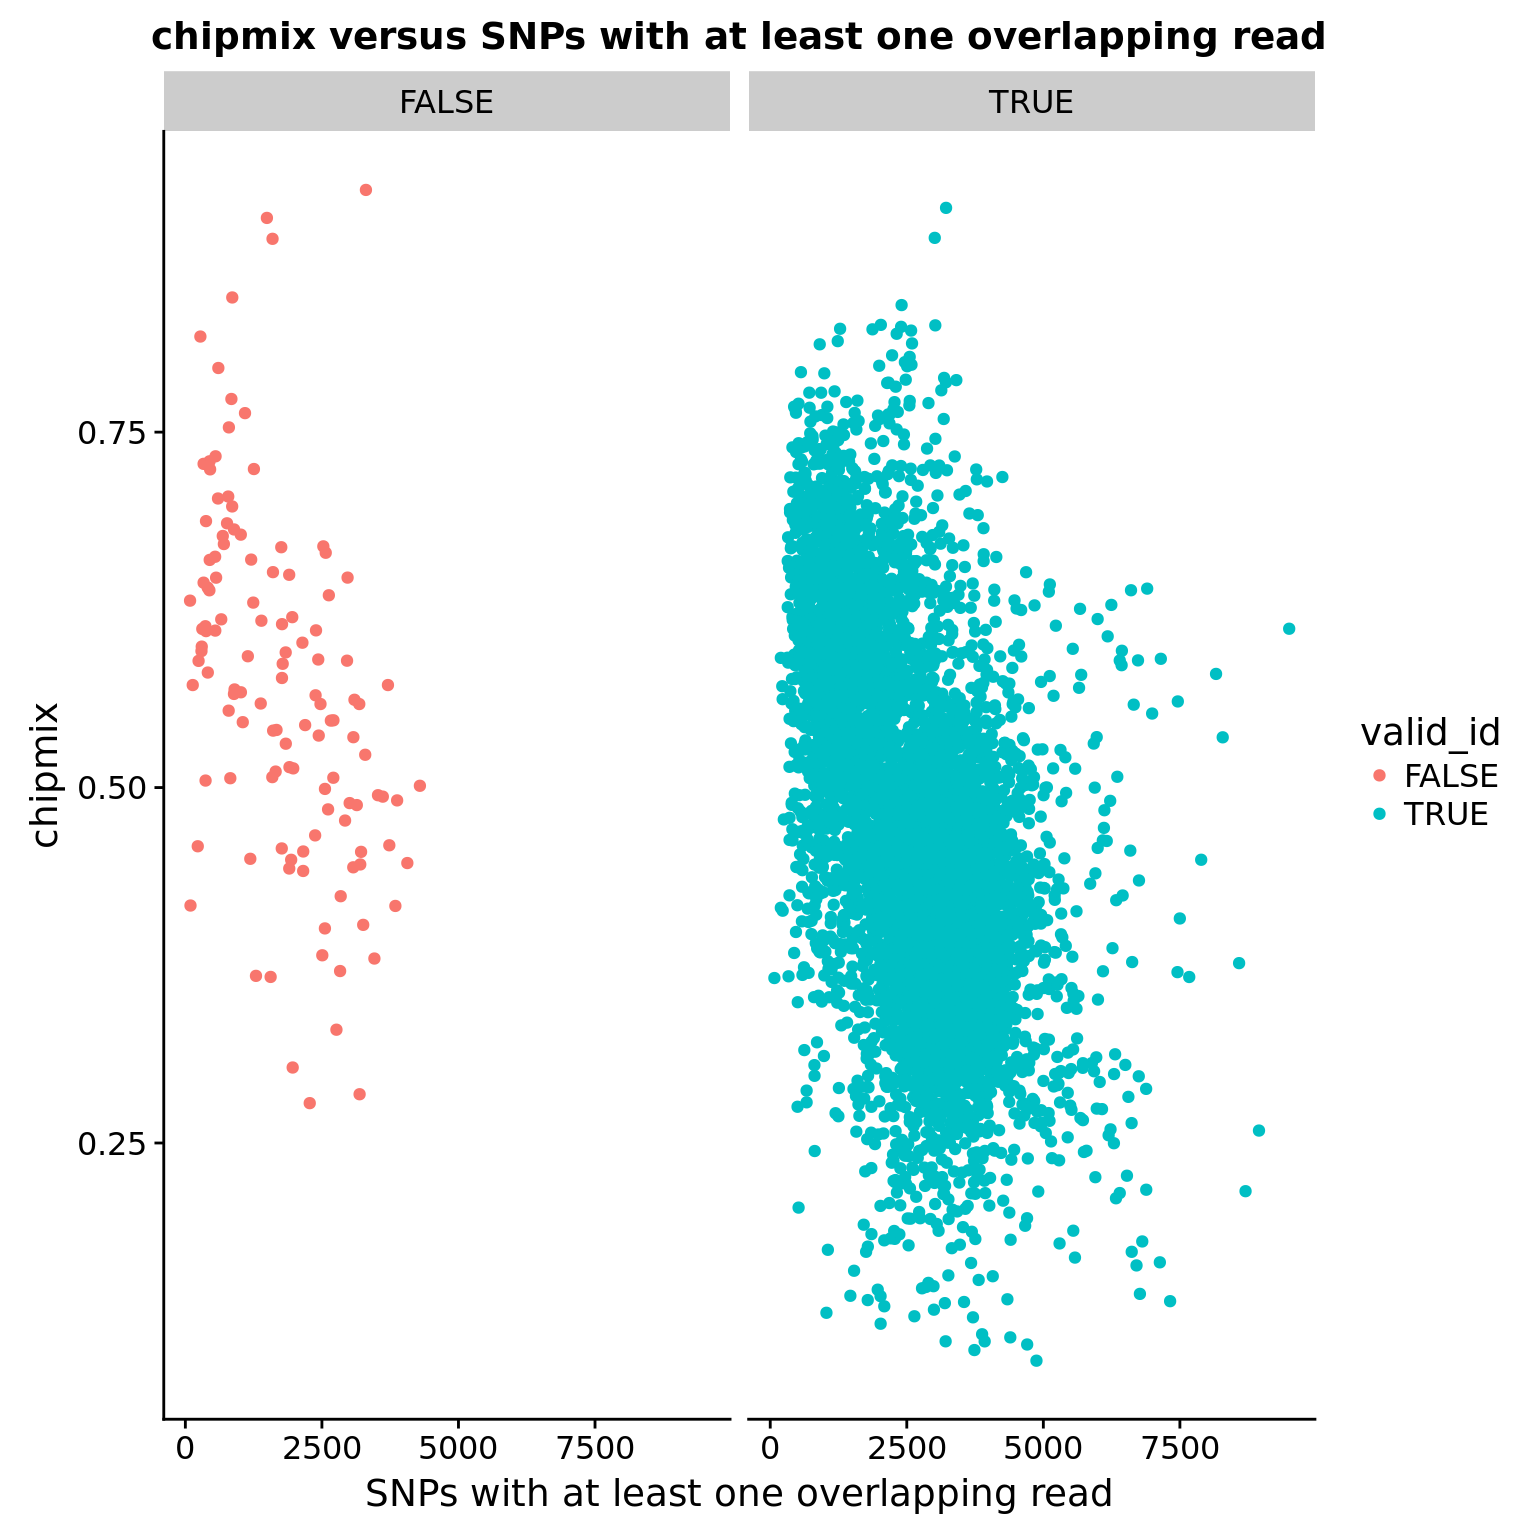 chipmix versus SNPs with at least one overlapping read
FALSE
TRUE
0.75
0.50
0.25
chipmix
0
2500
5000
7500
0
2500
5000
7500
SNPs with at least one overlapping read
valid_id
FALSE
TRUE